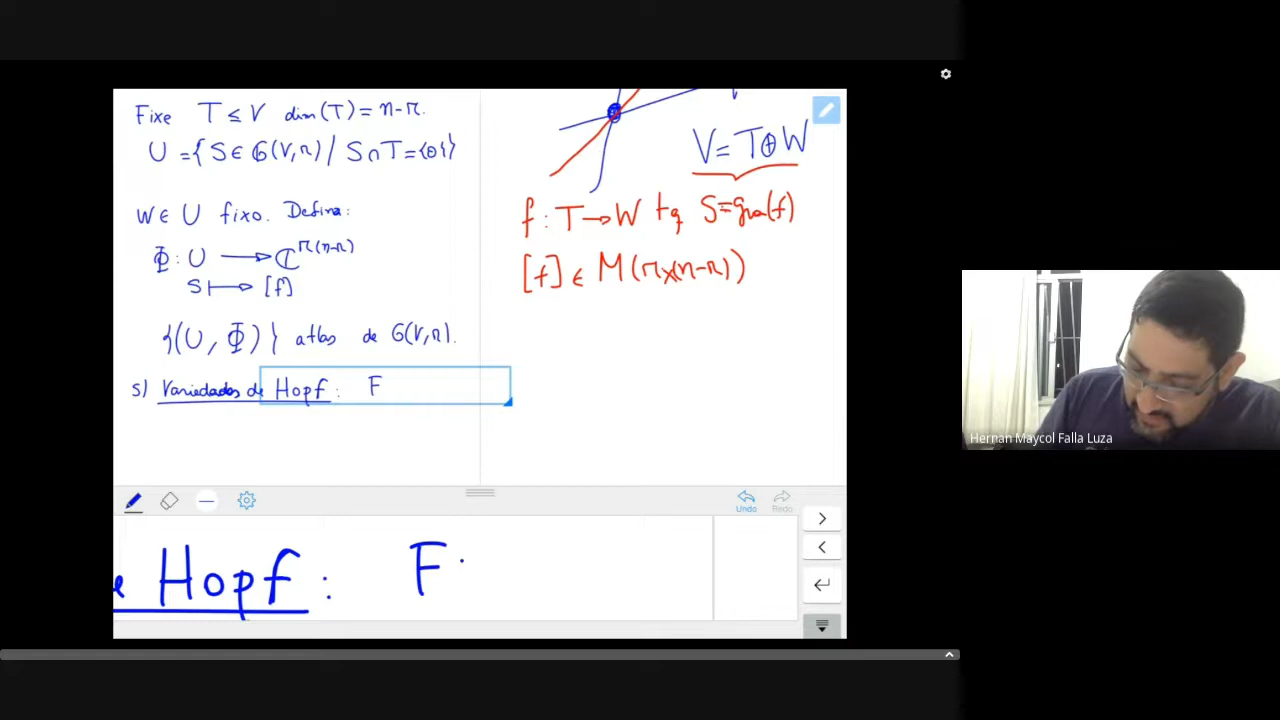 Fixe T ≤ V dim(T) = n-r.
U = {S ∈ G(V,r) / S∩T = {0}}
W ∈ U fixo. Defina:
Φ: U → ℂ^{r(n-r)}
S ↦ [f]
{(U, Φ)} atlas de G(V,r).
5) Variedades de Hopf: F
V = T⊕W
f: T → W tq S = gra(f)
[f] ∈ M(r×(n-r))
Undo
Redo
e Hopf: F
Hernan Maycol Falla Luza